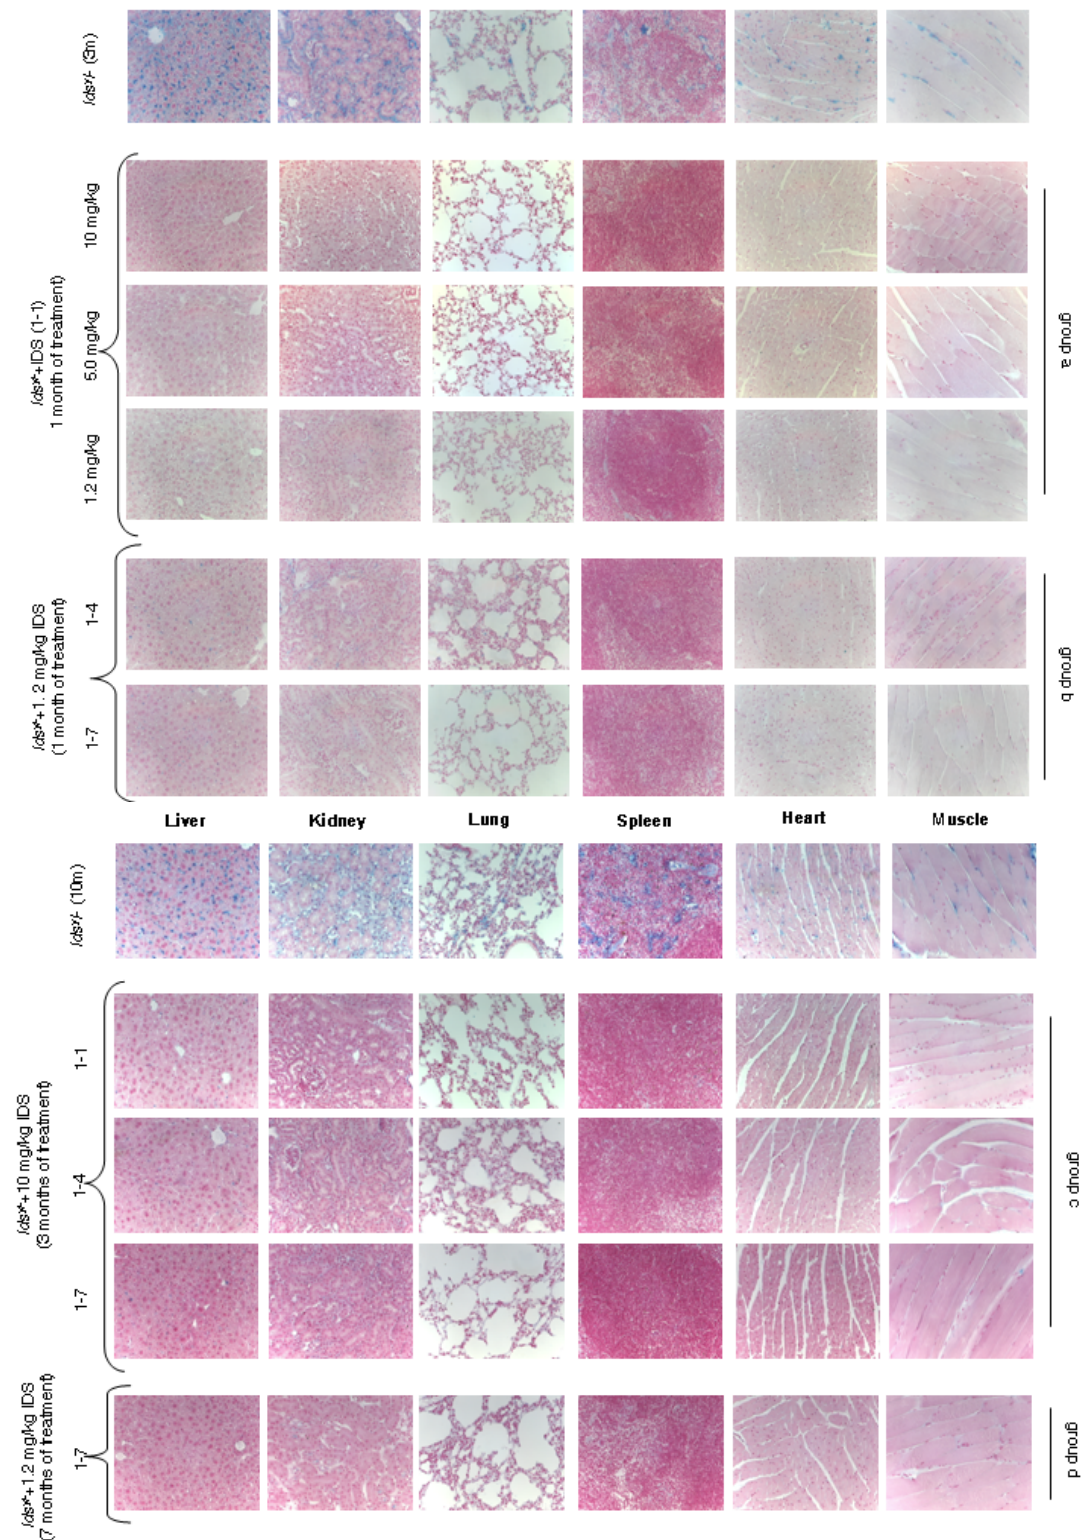 Ids^y/- (3m)
Ids^y/-+IDS (1-1)
1 month of treatment)
10 mg/kg
5.0 mg/kg
1.2 mg/kg
group a
Ids^y/-+1.2 mg/kg IDS
(1 month of treatment)
1-4
1-7
group b
Liver Kidney Lung Spleen Heart Muscle
Ids^y/- (10m)
Ids^y/-+10 mg/kg IDS
(3 months of treatment)
1-1
1-4
1-7
group c
Ids^y/-+1.2 mg/kg IDS
(7 months of treatment)
1-7
group d